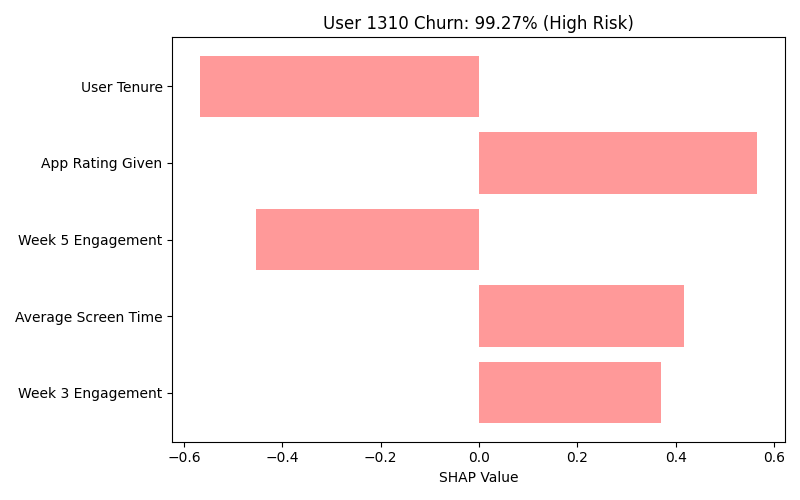 User 1310 Churn: 99.27% (High Risk)
User Tenure
App Rating Given
Week 5 Engagement
Average Screen Time
Week 3 Engagement
−0.6 −0.4 −0.2 0.0 0.2 0.4 0.6
SHAP Value